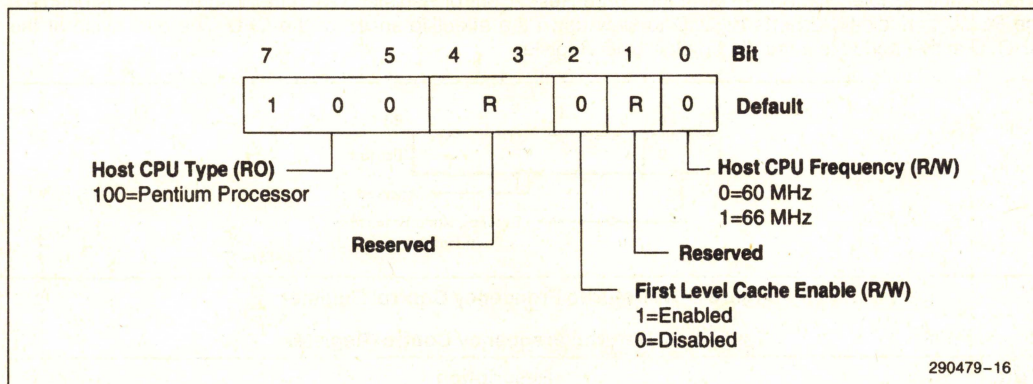 7 5 4 3 2 1 0 Bit
1 0 0 R 0 R 0 Default
Host CPU Type (RO)
100=Pentium Processor
Host CPU Frequency (R/W)
0=60 MHz
1=66 MHz
Reserved
Reserved
First Level Cache Enable (R/W)
1=Enabled
0=Disabled
290479-16